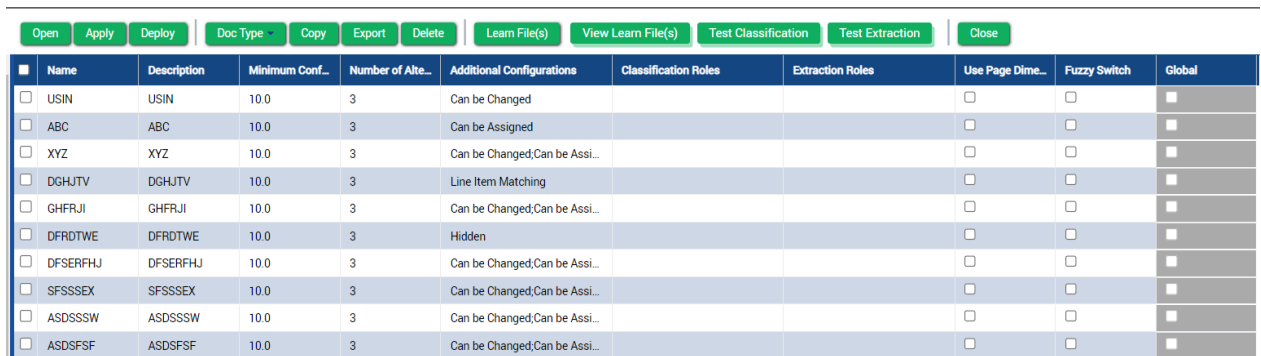 Open Apply Deploy Doc Type Copy Export Delete Learn File(s) View Learn File(s) Test Classification Test Extraction Close
Name Description Minimum Conf... Number of Alte... Additional Configurations Classification Roles Extraction Roles Use Page Dime... Fuzzy Switch Global
USIN USIN 10.0 3 Can be Changed
ABC ABC 10.0 3 Can be Assigned
XYZ XYZ 10.0 3 Can be Changed;Can be Assi...
DGHJTV DGHJTV 10.0 3 Line Item Matching
GHFRJI GHFRJI 10.0 3 Can be Changed;Can be Assi...
DFRDTWE DFRDTWE 10.0 3 Hidden
DFSERFHJ DFSERFHJ 10.0 3 Can be Changed;Can be Assi...
SFSSSEX SFSSSEX 10.0 3 Can be Changed;Can be Assi...
ASDSSSW ASDSSSW 10.0 3 Can be Changed;Can be Assi...
ASDSFSF ASDSFSF 10.0 3 Can be Changed;Can be Assi...